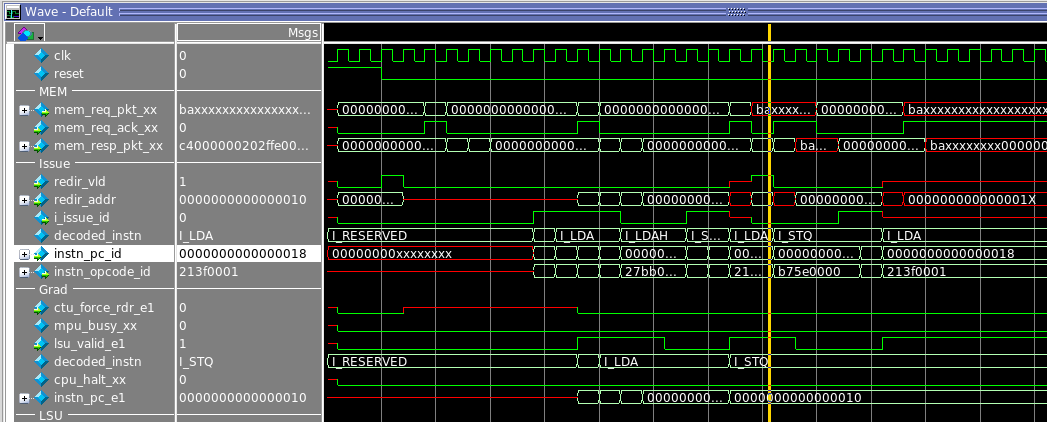 Wave - Default
Msgs
clk 0
reset 0
MEM
mem_req_pkt_xx baxxxxxxxxxxxxxxx... 00000000... 0000000000000... 0000000000000... baxxxx... 00000000... baxxxxxxxxxxxxxxxxx
mem_req_ack_xx 0
mem_resp_pkt_xx c4000000202ffe00... 0000000000... 0000000000... 0000000000... ba... 00000000... baxxxxxxxx000000
Issue
redir_vld 1
redir_addr 0000000000000010 00000... 00000000... 00000000... 000000000000001X
i_issue_id 0
decoded_instn I_LDA I_RESERVED I_LDA I_LDAH I_S... I_LDA I_STQ I_LDA
instn_pc_id 0000000000000018 00000000xxxxxxxx 00000... 00... 00000000... 0000000000000018
instn_opcode_id 213f0001 27bb0... 21... b75e0000 213f0001
Grad
ctu_force_rdr_e1 0
mpu_busy_xx 0
lsu_valid_e1 1
decoded_instn I_STQ I_RESERVED I_LDA I_STQ
cpu_halt_xx 0
instn_pc_e1 0000000000000010 00000000... 0000000000000010
LSU